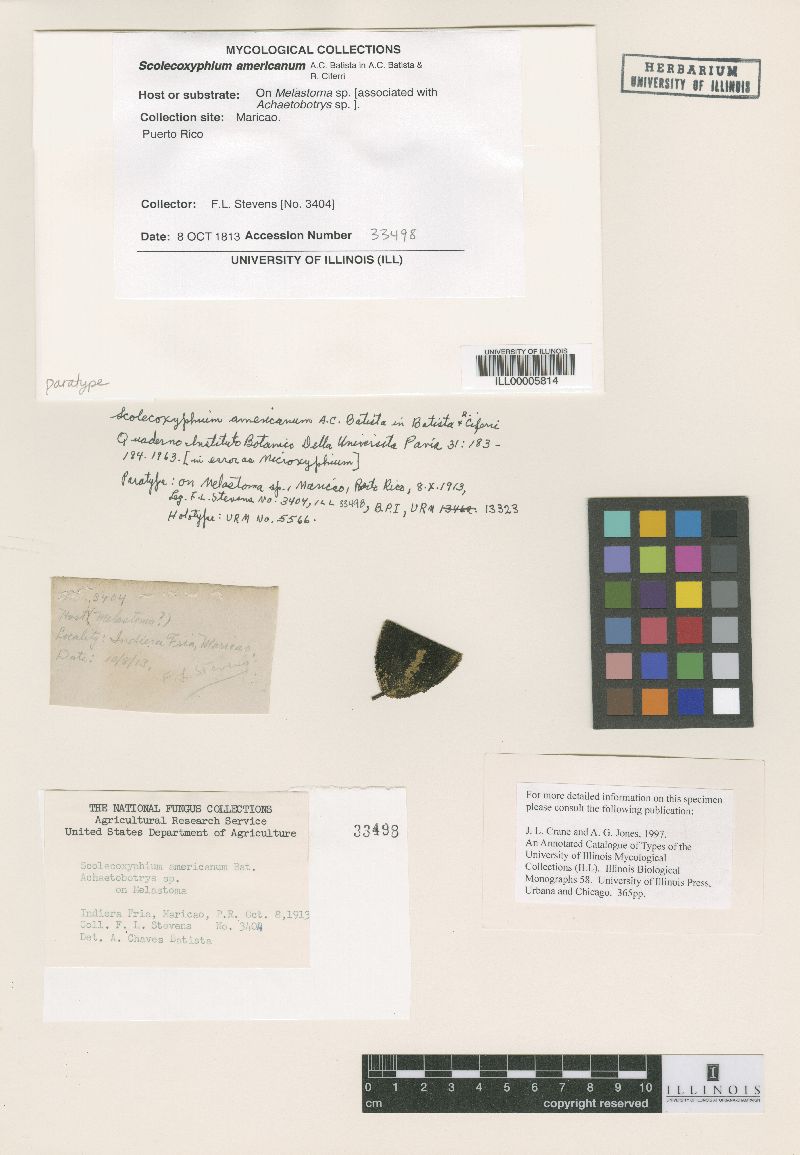 MYCOLOGICAL COLLECTIONS
Scolecoxyphium americanum A.C. Batista in A.C. Batista &
R. Ciferri
Host or substrate: On Melastoma sp. [associated with
Achaetobotrys sp. ].
Collection site: Maricao.
Puerto Rico
Collector: F.L. Stevens [No. 3404]
Date: 8 OCT 1813 Accession Number 33498
UNIVERSITY OF ILLINOIS (ILL)
HERBARIUM
UNIVERSITY OF ILLINOIS
UNIVERSITY OF ILLINOIS
ILL00005814
paratype
Scolecoxyphium americanum A.C. Batista in Batista & R. Ciferri
Quaderno Instituto Botanico Della Universita Pavia 31: 183-
184. 1963. [in error as Microxyphium]
Paratype: on Melastoma sp., Maricao, Porto Rico, 8.X.1913,
Leg. F.L. Stevens No. 3404, ILL 33498, B.P.I, URM 13323
Holotype: URM No. 5566.
3404
Host (Melastoma?)
Locality: Indiera Fria, Maricao,
Date: 10/8/13,
F. L. Stevens
THE NATIONAL FUNGUS COLLECTIONS
Agricultural Research Service
United States Department of Agriculture
33498
Scolecoxyphium americanum Bat.
Achaetobotrys sp.
on Melastoma
Indiera Fria, Maricao, P.R. Oct. 8,1913
Coll. F. L. Stevens No. 3404
Det. A. Chaves Batista
For more detailed information on this specimen
please consult the following publication:
J. L. Crane and A. G. Jones, 1997.
An Annotated Catalogue of Types of the
University of Illinois Mycological
Collections (ILL). Illinois Biological
Monographs 58. University of Illinois Press,
Urbana and Chicago. 365pp.
0 1 2 3 4 5 6 7 8 9 10
cm copyright reserved
I
ILLINOIS